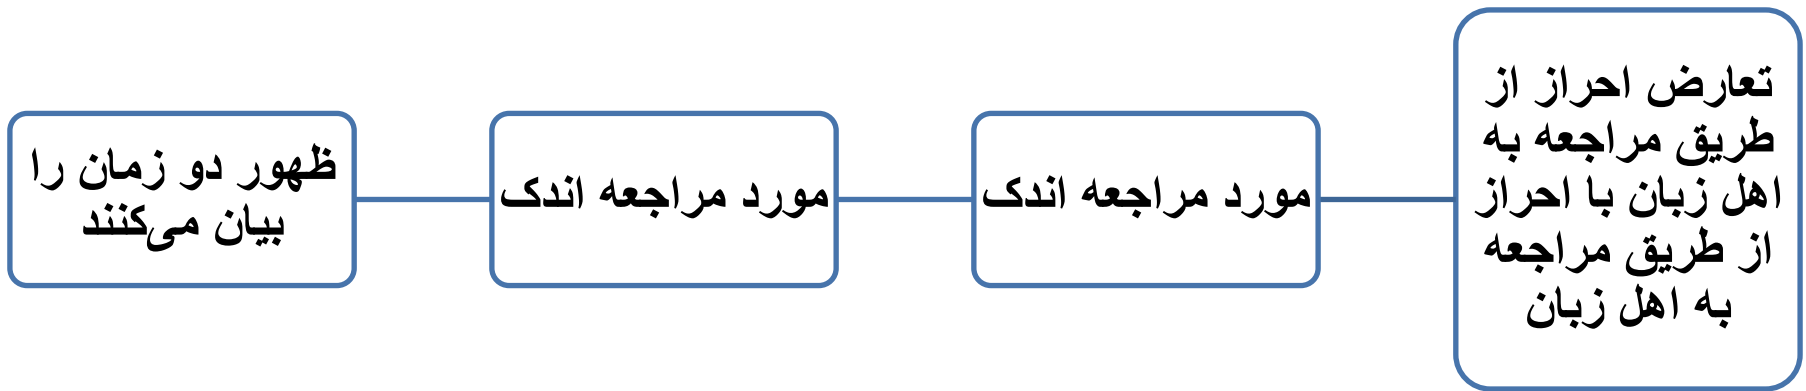 تعارض احراز از
طریق مراجعه به
اهل زبان با احراز
از طریق مراجعه
به اهل زبان
مورد مراجعه اندک
مورد مراجعه اندک
ظهور دو زمان را
بیان می‌کنند